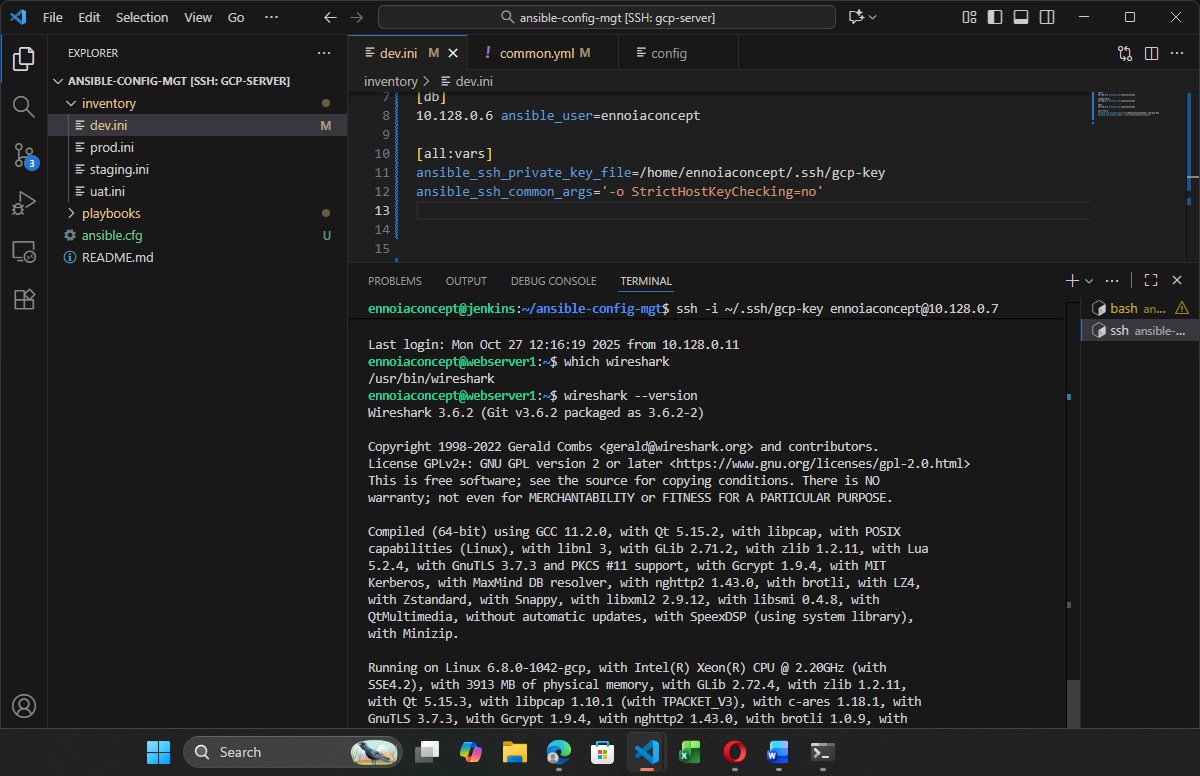 File Edit Selection View Go ···
ansible-config-mgt [SSH: gcp-server]
EXPLORER
ANSIBLE-CONFIG-MGT [SSH: GCP-SERVER]
inventory
dev.ini M
prod.ini
staging.ini
uat.ini
playbooks
ansible.cfg U
README.md
3
dev.ini M
! common.yml M
config
inventory > dev.ini
7 [db]
8 10.128.0.6 ansible_user=ennoiaconcept
9
10 [all:vars]
11 ansible_ssh_private_key_file=/home/ennoiaconcept/.ssh/gcp-key
12 ansible_ssh_common_args='-o StrictHostKeyChecking=no'
13
14
15
PROBLEMS OUTPUT DEBUG CONSOLE TERMINAL
bash an...
ssh ansible-...
ennoiaconcept@jenkins:~/ansible-config-mgt$ ssh -i ~/.ssh/gcp-key ennoiaconcept@10.128.0.7
Last login: Mon Oct 27 12:16:19 2025 from 10.128.0.11
ennoiaconcept@webserver1:~$ which wireshark
/usr/bin/wireshark
ennoiaconcept@webserver1:~$ wireshark --version
Wireshark 3.6.2 (Git v3.6.2 packaged as 3.6.2-2)
Copyright 1998-2022 Gerald Combs <gerald@wireshark.org> and contributors.
License GPLv2+: GNU GPL version 2 or later <https://www.gnu.org/licenses/gpl-2.0.html>
This is free software; see the source for copying conditions. There is NO
warranty; not even for MERCHANTABILITY or FITNESS FOR A PARTICULAR PURPOSE.
Compiled (64-bit) using GCC 11.2.0, with Qt 5.15.2, with libpcap, with POSIX
capabilities (Linux), with libnl 3, with GLib 2.71.2, with zlib 1.2.11, with Lua
5.2.4, with GnuTLS 3.7.3 and PKCS #11 support, with Gcrypt 1.9.4, with MIT
Kerberos, with MaxMind DB resolver, with nghttp2 1.43.0, with brotli, with LZ4,
with Zstandard, with Snappy, with libxml2 2.9.12, with libsmi 0.4.8, with
QtMultimedia, without automatic updates, with SpeexDSP (using system library),
with Minizip.
Running on Linux 6.8.0-1042-gcp, with Intel(R) Xeon(R) CPU @ 2.20GHz (with
SSE4.2), with 3913 MB of physical memory, with GLib 2.72.4, with zlib 1.2.11,
with Qt 5.15.3, with libpcap 1.10.1 (with TPACKET_V3), with c-ares 1.18.1, with
GnuTLS 3.7.3, with Gcrypt 1.9.4, with nghttp2 1.43.0, with brotli 1.0.9, with
Search